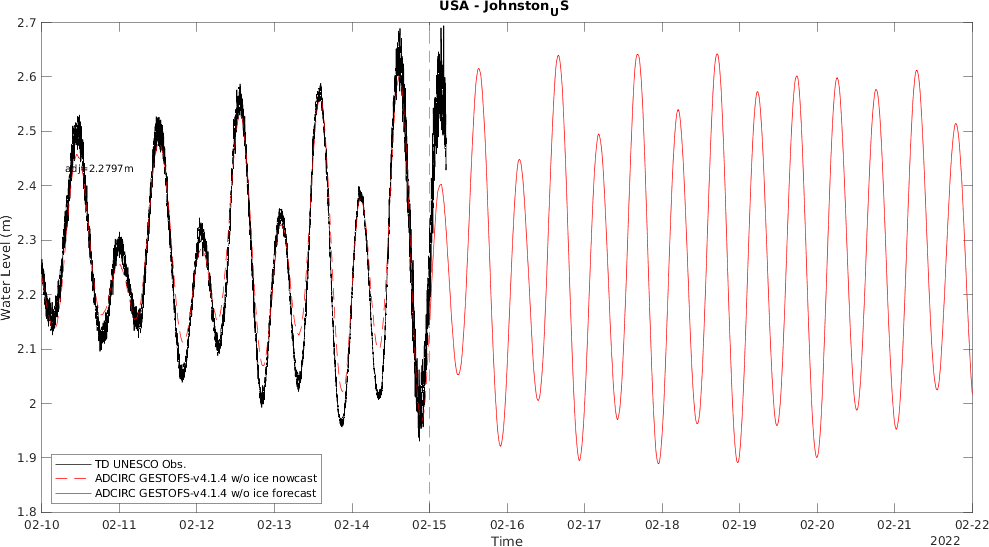 USA - Johnston_US
2.7
2.6
2.5
2.4
2.3
2.2
2.1
2
1.9
1.8
Water Level (m)
adj=2.2797m
TD UNESCO Obs.
ADCIRC GESTOFS-v4.1.4 w/o ice nowcast
ADCIRC GESTOFS-v4.1.4 w/o ice forecast
02-10 02-11 02-12 02-13 02-14 02-15 02-16 02-17 02-18 02-19 02-20 02-21 02-22
Time
2022